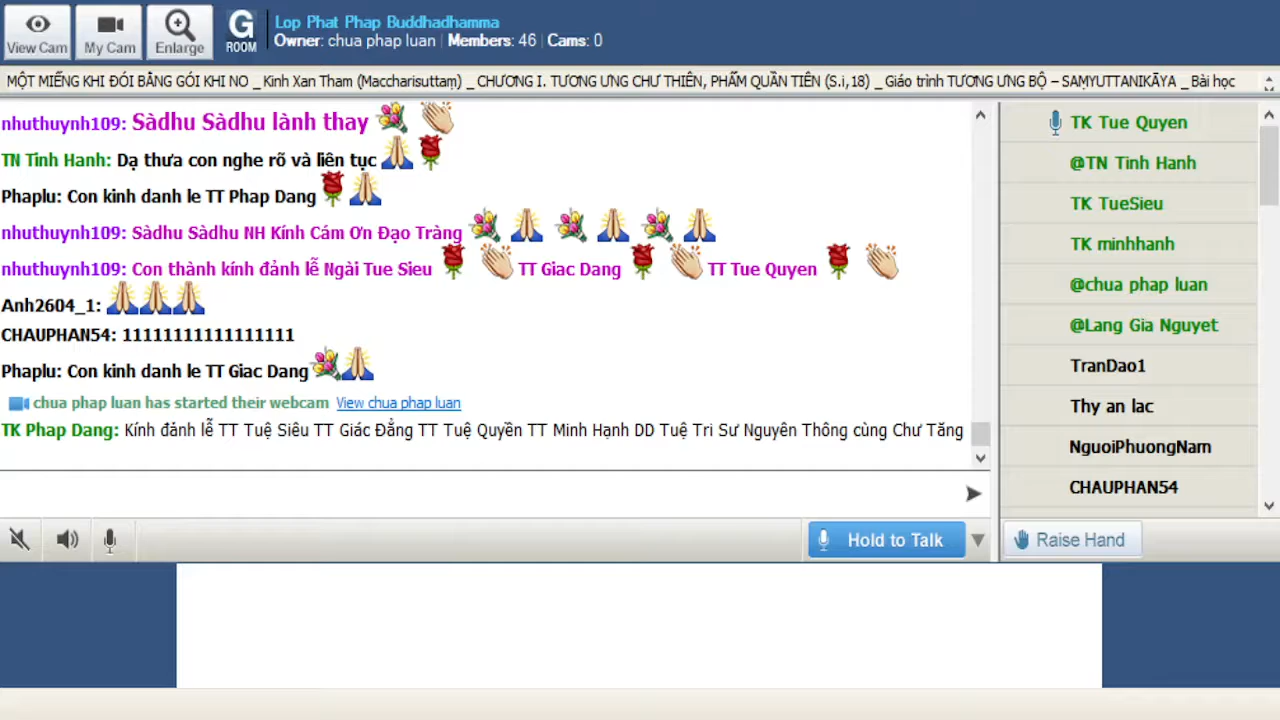 View Cam
My Cam
Enlarge
G
ROOM
Lop Phat Phap Buddhadhamma
Owner: chua phap luan | Members: 46 | Cams: 0
MỘT MIẾNG KHI ĐÓI BẰNG GÓI KHI NO _ Kinh Xan Tham (Maccharisuttaṃ) _ CHƯƠNG I. TƯƠNG ƯNG CHƯ THIÊN, PHẨM QUẦN TIÊN (S.i,18) _ Giáo trình TƯƠNG ƯNG BỘ – SAṂYUTTANIKĀYA _ Bài học
nhuthuynh109: Sàdhu Sàdhu lành thay
TN Tinh Hanh: Dạ thưa con nghe rõ và liên tục
Phaplu: Con kinh danh le TT Phap Dang
nhuthuynh109: Sàdhu Sàdhu NH Kính Cám Ơn Đạo Tràng
nhuthuynh109: Con thành kính đảnh lễ Ngài Tue Sieu TT Giac Dang TT Tue Quyen
Anh2604_1:
CHAUPHAN54: 11111111111111111
Phaplu: Con kinh danh le TT Giac Dang
chua phap luan has started their webcam View chua phap luan
TK Phap Dang: Kính đảnh lễ TT Tuệ Siêu TT Giác Đẳng TT Tuệ Quyền TT Minh Hạnh DD Tuệ Tri Sư Nguyên Thông cùng Chư Tăng
TK Tue Quyen
@TN Tinh Hanh
TK TueSieu
TK minhhanh
@chua phap luan
@Lang Gia Nguyet
TranDao1
Thy an lac
NguoiPhuongNam
CHAUPHAN54
Hold to Talk
Raise Hand